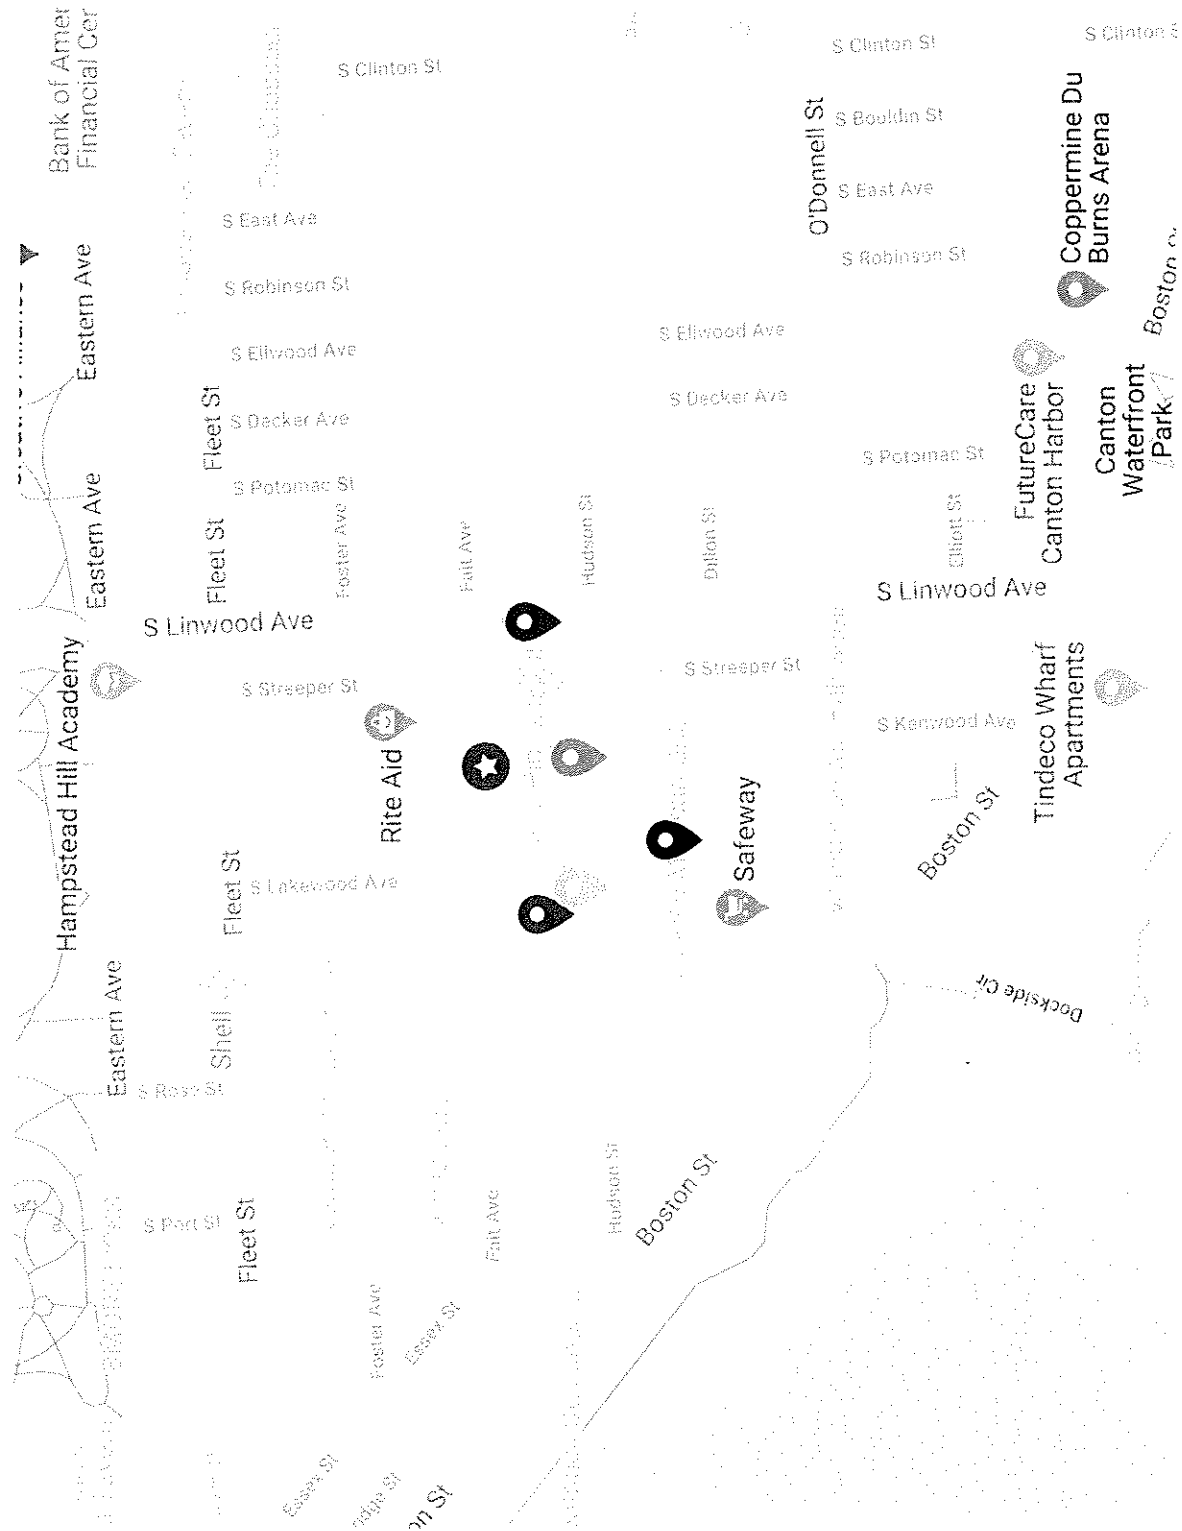 Bank of Amer
Financial Cer
S Clinton St
S Clinton St
S Clinton S
O'Donnell St
S Bouldin St
S East Ave
S Robinson St
Coppermine Du
Burns Arena
S East Ave
S Robinson St
Eastern Ave
S Ellwood Ave
S Ellwood Ave
Boston
Fleet St
S Decker Ave
S Decker Ave
FutureCare
Canton Harbor
Canton
Waterfront
Park
S Potomac St
S Potomac St
Eastern Ave
Fleet St
Foster Ave
Fait Ave
Hudson St
Dillon St
Elliott St
S Linwood Ave
S Linwood Ave
Hampstead Hill Academy
S Streeper St
S Streeper St
S Kenwood Ave
Tindeco Wharf
Apartments
Rite Aid
Safeway
Boston St
Fleet St
S Lakewood Ave
Eastern Ave
Shell
Dockside Cir
S Rose St
S Port St
Fleet St
Fait Ave
Hudson St
Boston St
Foster Ave
Essex St
Essex St
idge St
on St